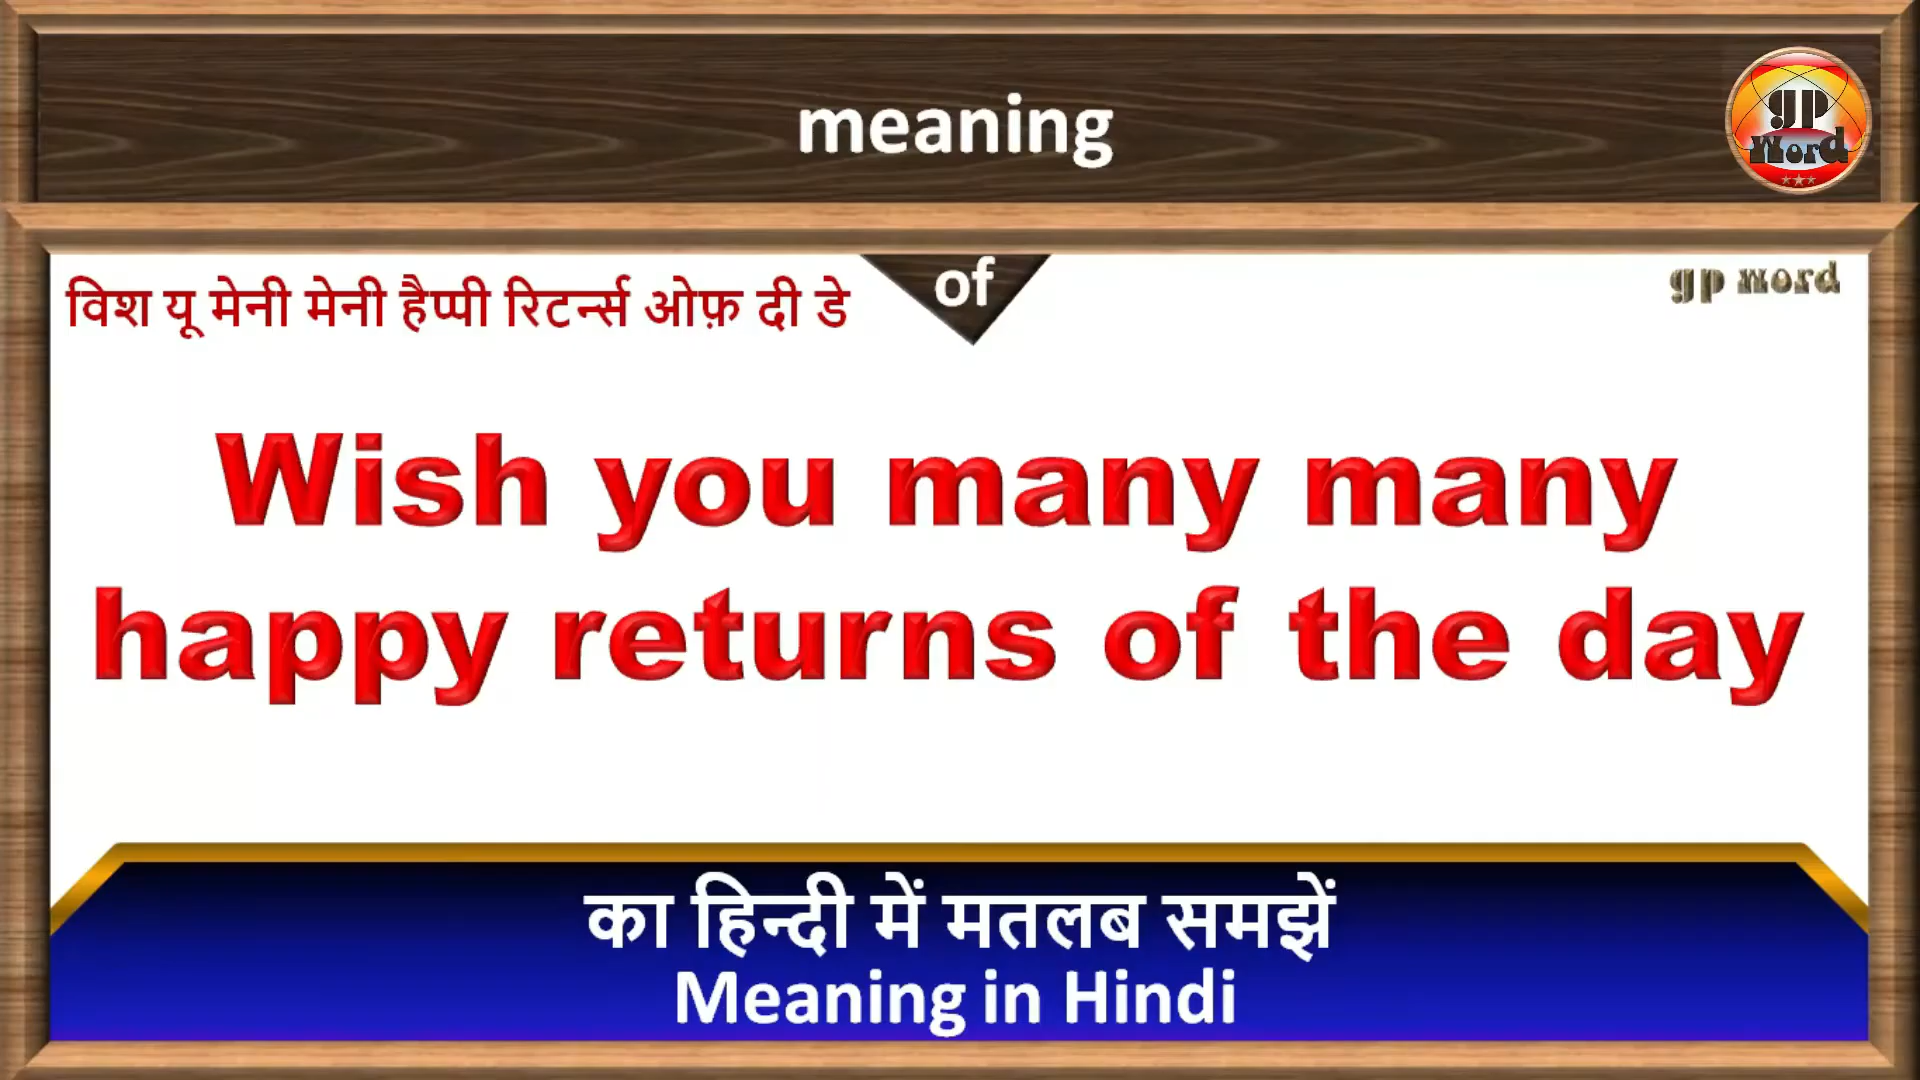 meaning
gp
Word
of
gp word
विश यू मेनी मेनी हैप्पी रिटर्न्स ओफ़ दी डे
Wish you many many
happy returns of the day
का हिन्दी में मतलब समझें
Meaning in Hindi